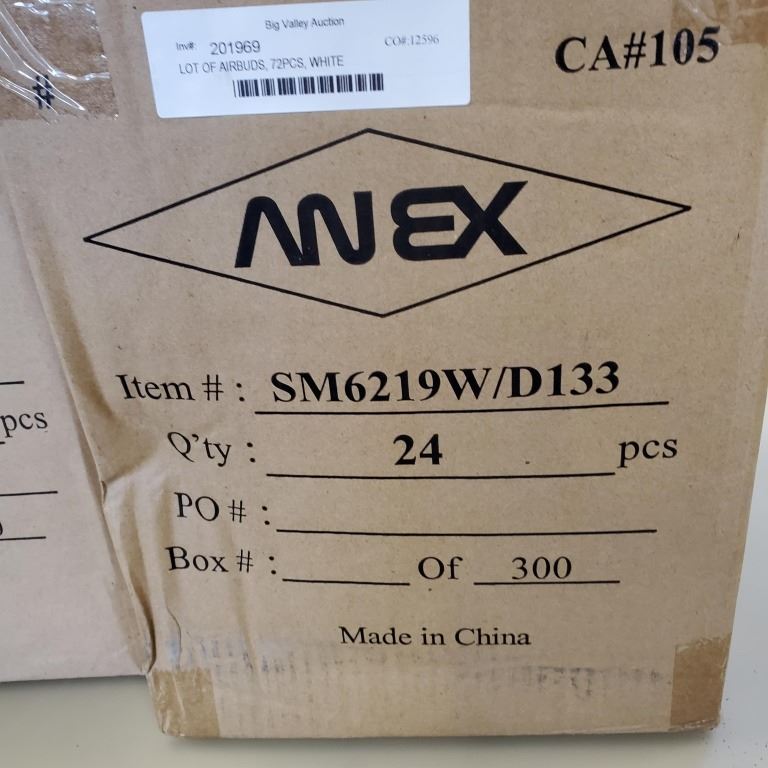 Big Valley Auction
Inv#: 201969 CO#:12596
LOT OF AIRBUDS, 72PCS, WHITE
CA#105
#
ANEX
Item # : SM6219W/D133
Q'ty : 24 pcs
PO # :
Box # : Of 300
Made in China
pcs